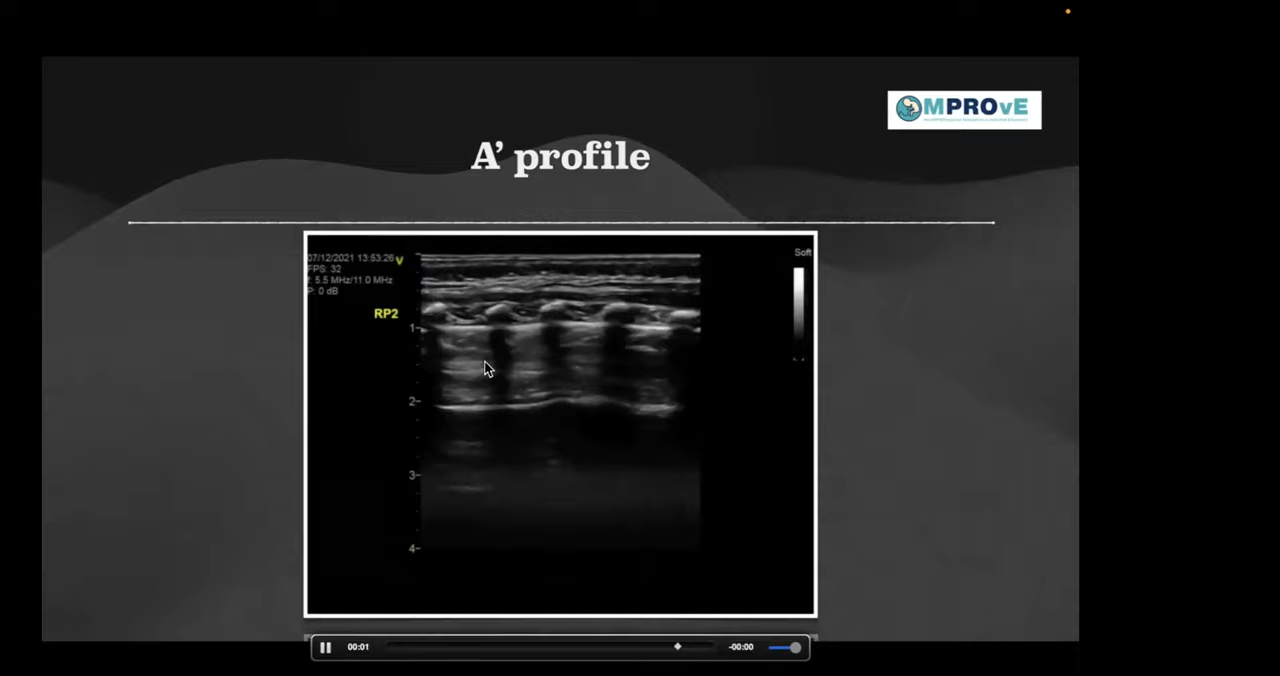 MPROvE
A’ profile
07/12/2021 13:53:26
V
Soft
FPS: 32
f: 5.5 MHz/11.0 MHz
P: 0 dB
RP2
1
2
3
4
00:01
-00:00